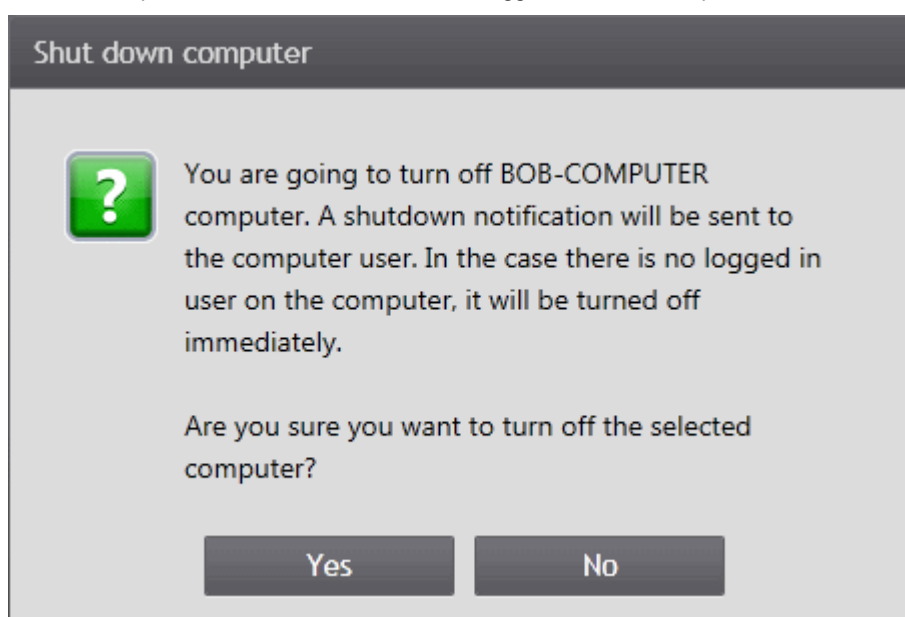 Shut down computer
?
You are going to turn off BOB-COMPUTER
computer. A shutdown notification will be sent to
the computer user. In the case there is no logged in
user on the computer, it will be turned off
immediately.
Are you sure you want to turn off the selected
computer?
Yes
No